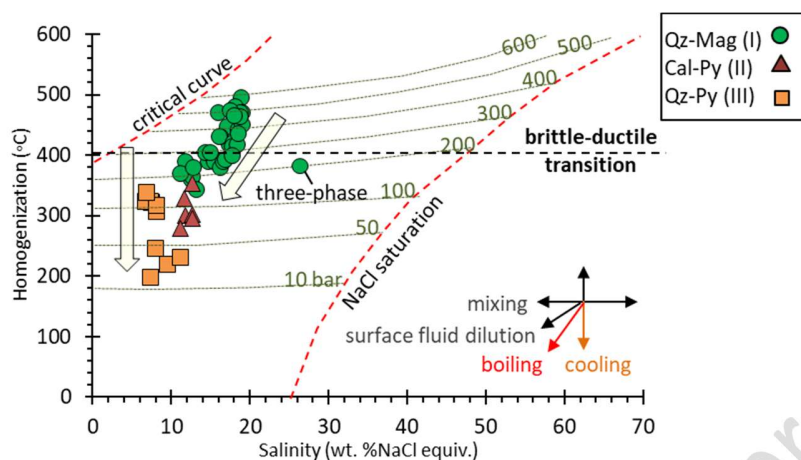 600
500
400
300
200
100
0
Homogenization (°C)
0
10
20
30
40
50
60
70
Salinity (wt. %NaCl equiv.)
critical curve
600
500
400
300
200
100
50
10 bar
brittle-ductile
transition
three-phase
NaCl saturation
mixing
surface fluid dilution
boiling
cooling
Qz-Mag (I)
Cal-Py (II)
Qz-Py (III)